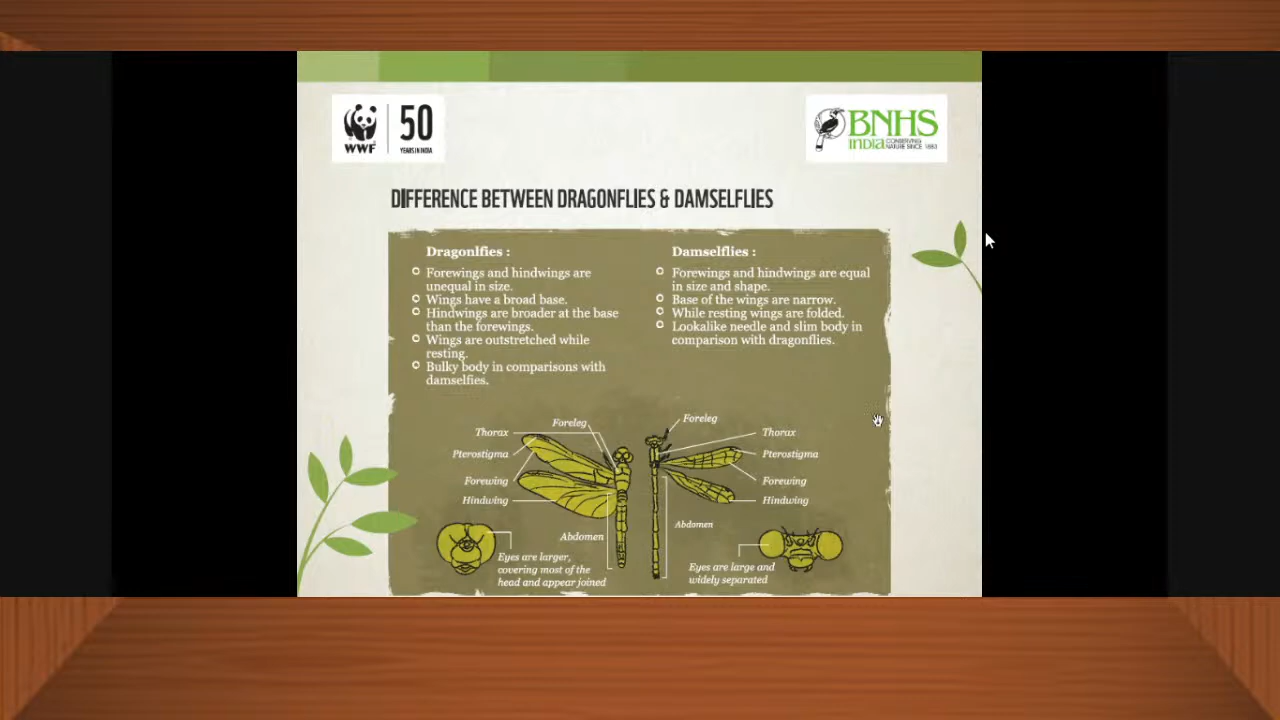 WWF
50
YEARS IN INDIA
BNHS
INDIA
CONSERVING
NATURE SINCE 1883
DIFFERENCE BETWEEN DRAGONFLIES & DAMSELFLIES
Dragonlfies :
Forewings and hindwings are
unequal in size.
Wings have a broad base.
Hindwings are broader at the base
than the forewings.
Wings are outstretched while
resting.
Bulky body in comparisons with
damselfies.
Damselflies :
Forewings and hindwings are equal
in size and shape.
Base of the wings are narrow.
While resting wings are folded.
Lookalike needle and slim body in
comparison with dragonflies.
Foreleg
Thorax
Pterostigma
Forewing
Hindwing
Abdomen
Eyes are larger,
covering most of the
head and appear joined
Foreleg
Thorax
Pterostigma
Forewing
Hindwing
Abdomen
Eyes are large and
widely separated